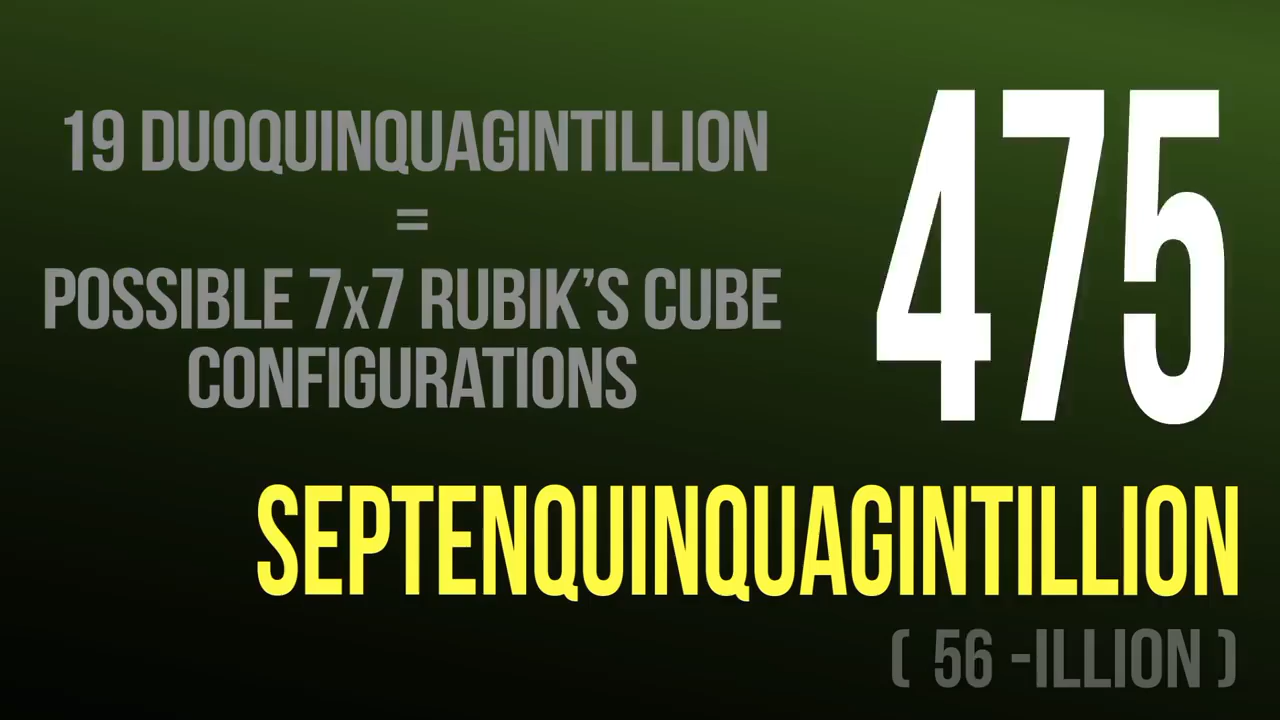 19 DUOQUINQUAGINTILLION
=
POSSIBLE 7x7 RUBIK'S CUBE
CONFIGURATIONS
475
SEPTENQUINQUAGINTILLION
( 56 -ILLION )